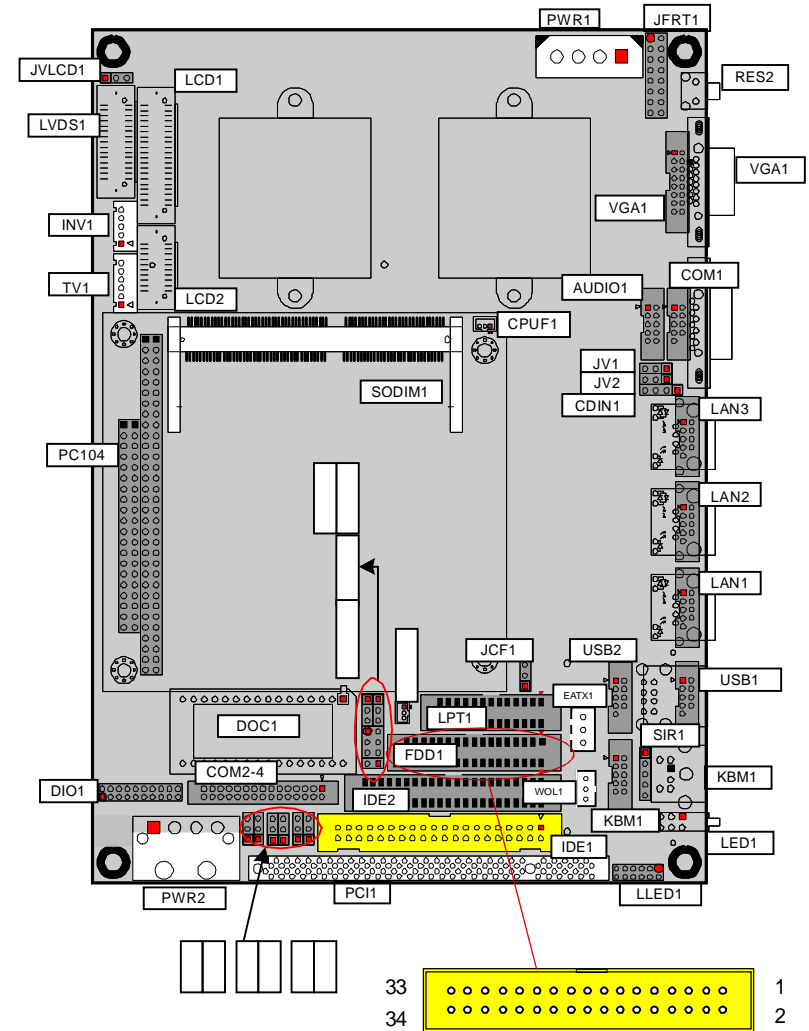 PWR1
JFRT1
JVLCD1
LCD1
RES2
LVDS1
VGA1
VGA1
INV1
TV1
LCD2
AUDIO1
COM1
CPUF1
JV1
JV2
SODIM1
CDIN1
LAN3
PC104
LAN2
LAN1
JCF1
USB2
USB1
EATX1
LPT1
DOC1
SIR1
FDD1
COM2-4
KBM1
DIO1
IDE2
WOL1
KBM1
LED1
IDE1
PWR2
PCI1
LLED1
33 1
34 2